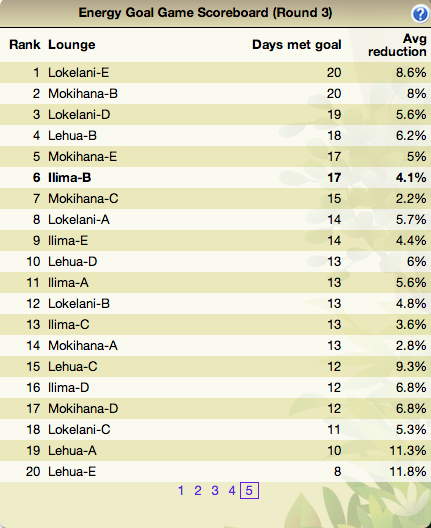 Energy Goal Game Scoreboard (Round 3) ?
Rank Lounge Days met goal Avg reduction
1 Lokelani-E 20 8.6%
2 Mokihana-B 20 8%
3 Lokelani-D 19 5.6%
4 Lehua-B 18 6.2%
5 Mokihana-E 17 5%
6 Ilima-B 17 4.1%
7 Mokihana-C 15 2.2%
8 Lokelani-A 14 5.7%
9 Ilima-E 14 4.4%
10 Lehua-D 13 6%
11 Ilima-A 13 5.6%
12 Lokelani-B 13 4.8%
13 Ilima-C 13 3.6%
14 Mokihana-A 13 2.8%
15 Lehua-C 12 9.3%
16 Ilima-D 12 6.8%
17 Mokihana-D 12 6.8%
18 Lokelani-C 11 5.3%
19 Lehua-A 10 11.3%
20 Lehua-E 8 11.8%
1 2 3 4 5